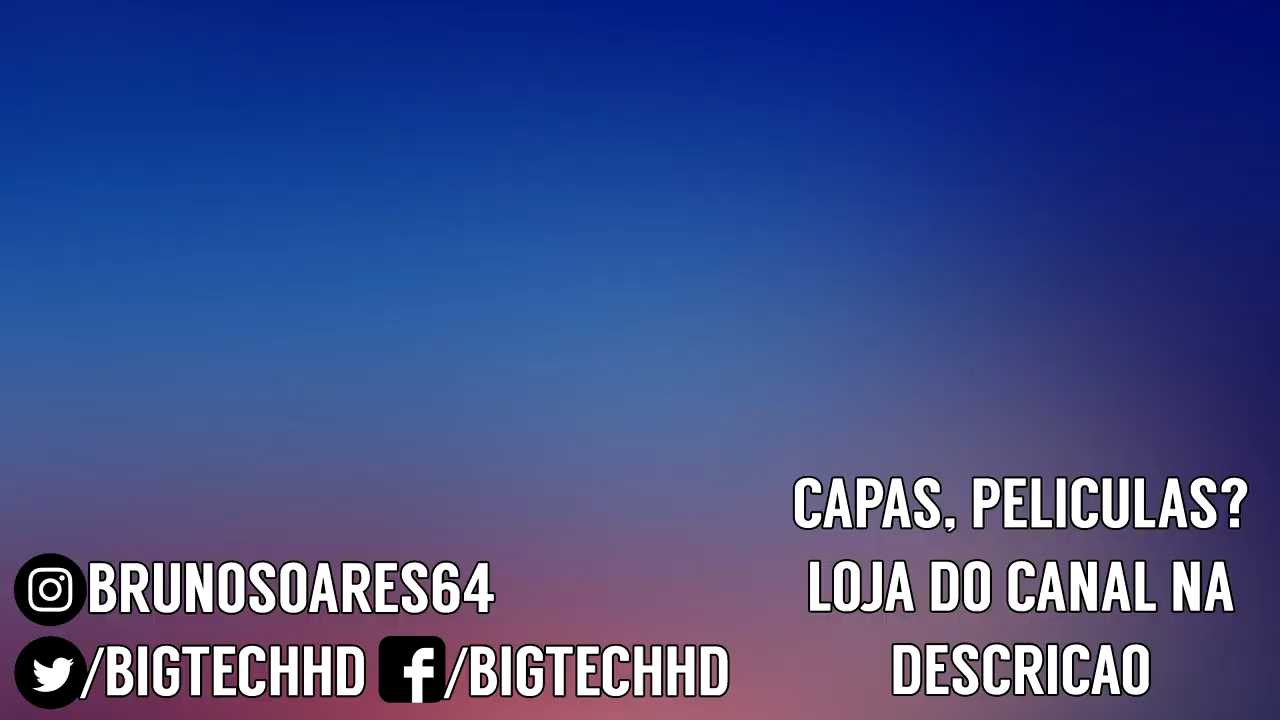 CAPAS, PELICULAS?
LOJA DO CANAL NA
DESCRICAO
BRUNOSOARES64
/BIGTECHHD /BIGTECHHD